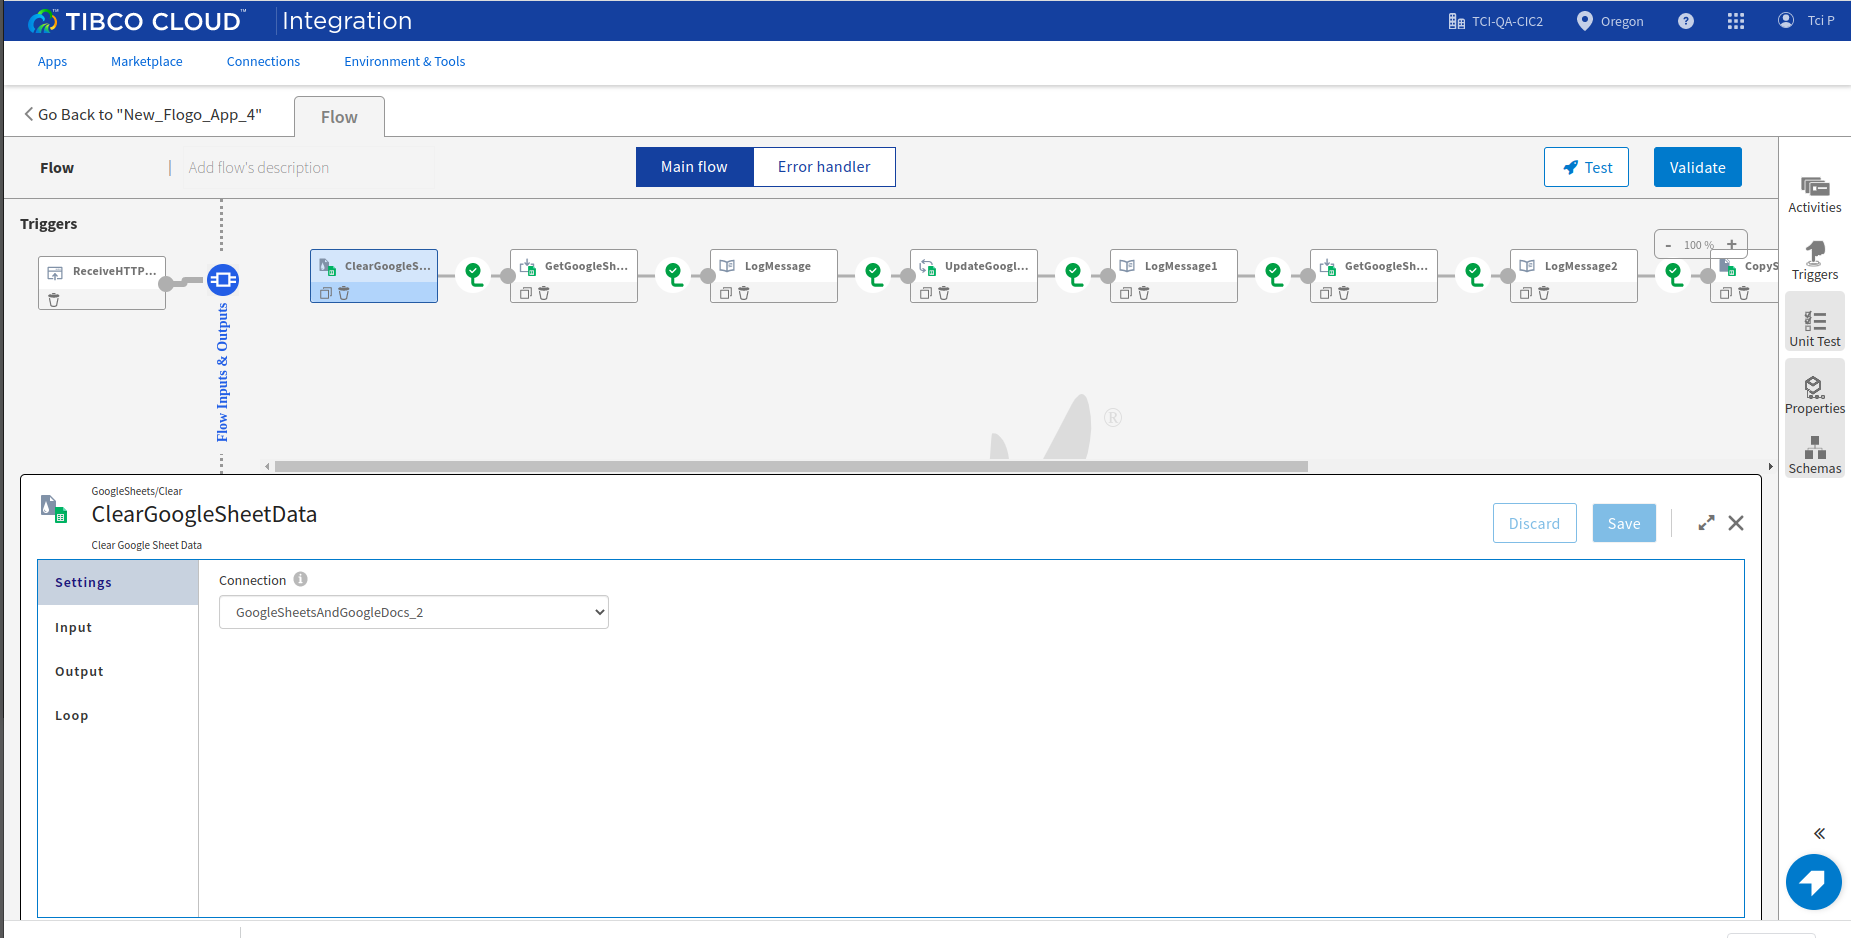 TIBCO CLOUD™ Integration
TCI-QA-CIC2
Oregon
?
Tci P
Apps
Marketplace
Connections
Environment & Tools
Go Back to "New_Flogo_App_4"
Flow
Flow
Add flow's description
Main flow
Error handler
Test
Validate
Triggers
ReceiveHTTP...
Flow Inputs & Outputs
ClearGoogleS...
GetGoogleSh...
LogMessage
UpdateGoogl...
LogMessage1
GetGoogleSh...
LogMessage2
CopyS
- 100 % +
®
Activities
Triggers
Unit Test
Properties
Schemas
GoogleSheets/Clear
ClearGoogleSheetData
Clear Google Sheet Data
Discard
Save
Settings
Input
Output
Loop
Connection
GoogleSheetsAndGoogleDocs_2